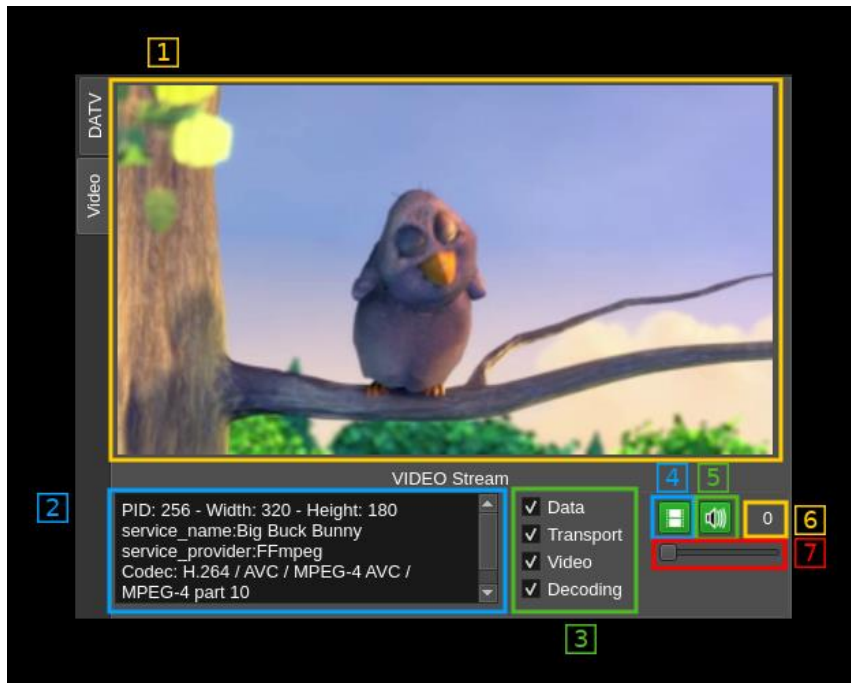 1
DATV
Video
VIDEO Stream
4
5
2
PID: 256 - Width: 320 - Height: 180
service_name:Big Buck Bunny
service_provider:FFmpeg
Codec: H.264 / AVC / MPEG-4 AVC /
MPEG-4 part 10
Data
Transport
Video
Decoding
0
6
7
3